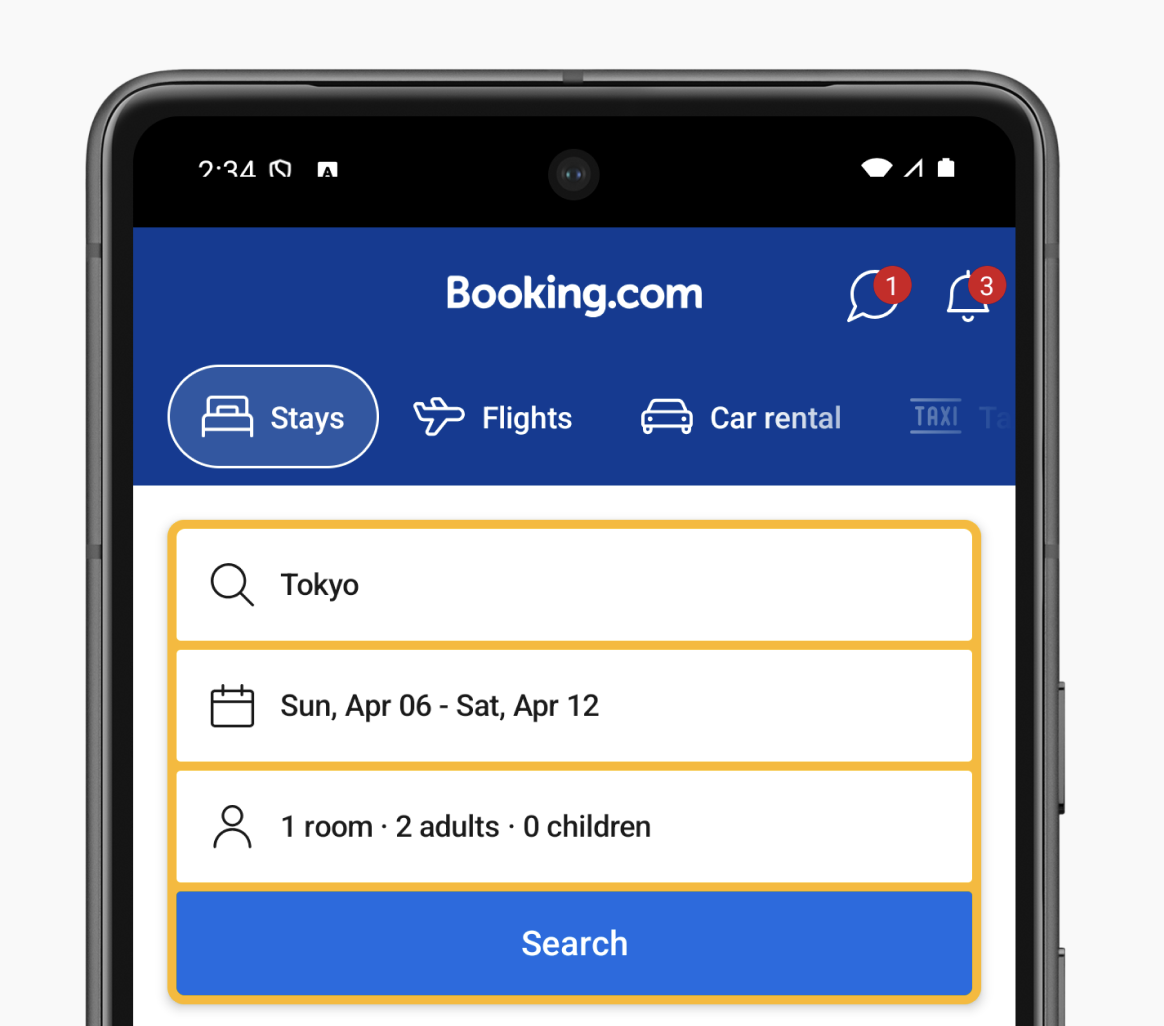 2:34
Booking.com
1
3
Stays
Flights
Car rental
TAXI
Tokyo
Sun, Apr 06 - Sat, Apr 12
1 room · 2 adults · 0 children
Search